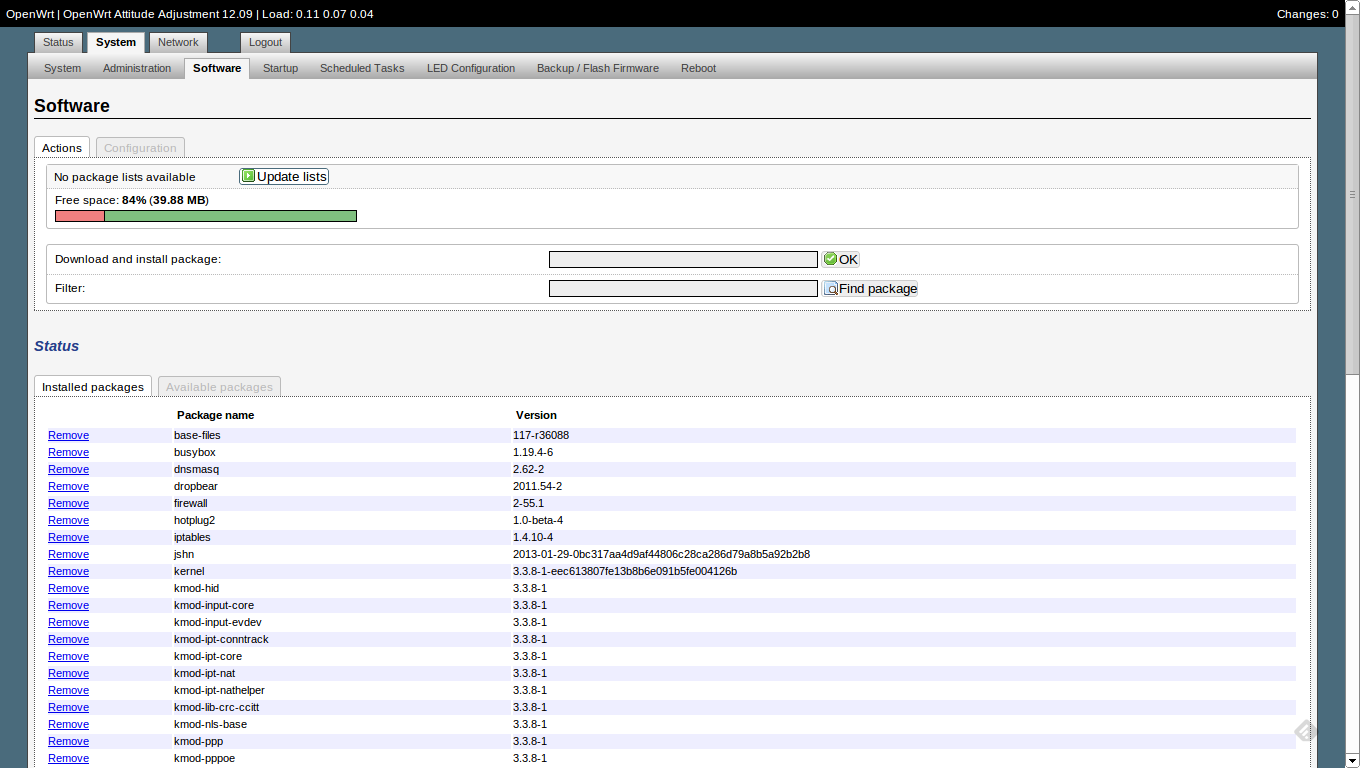 OpenWrt | OpenWrt Attitude Adjustment 12.09 | Load: 0.11 0.07 0.04 Changes: 0
Status System Network Logout
System Administration Software Startup Scheduled Tasks LED Configuration Backup / Flash Firmware Reboot
Software
Actions Configuration
No package lists available Update lists
Free space: 84% (39.88 MB)
Download and install package: OK
Filter: Find package
Status
Installed packages Available packages
Package name Version
Remove base-files 117-r36088
Remove busybox 1.19.4-6
Remove dnsmasq 2.62-2
Remove dropbear 2011.54-2
Remove firewall 2-55.1
Remove hotplug2 1.0-beta-4
Remove iptables 1.4.10-4
Remove jshn 2013-01-29-0bc317aa4d9af44806c28ca286d79a8b5a92b2b8
Remove kernel 3.3.8-1-eec613807fe13b8b6e091b5fe004126b
Remove kmod-hid 3.3.8-1
Remove kmod-input-core 3.3.8-1
Remove kmod-input-evdev 3.3.8-1
Remove kmod-ipt-conntrack 3.3.8-1
Remove kmod-ipt-core 3.3.8-1
Remove kmod-ipt-nat 3.3.8-1
Remove kmod-ipt-nathelper 3.3.8-1
Remove kmod-lib-crc-ccitt 3.3.8-1
Remove kmod-nls-base 3.3.8-1
Remove kmod-ppp 3.3.8-1
Remove kmod-pppoe 3.3.8-1